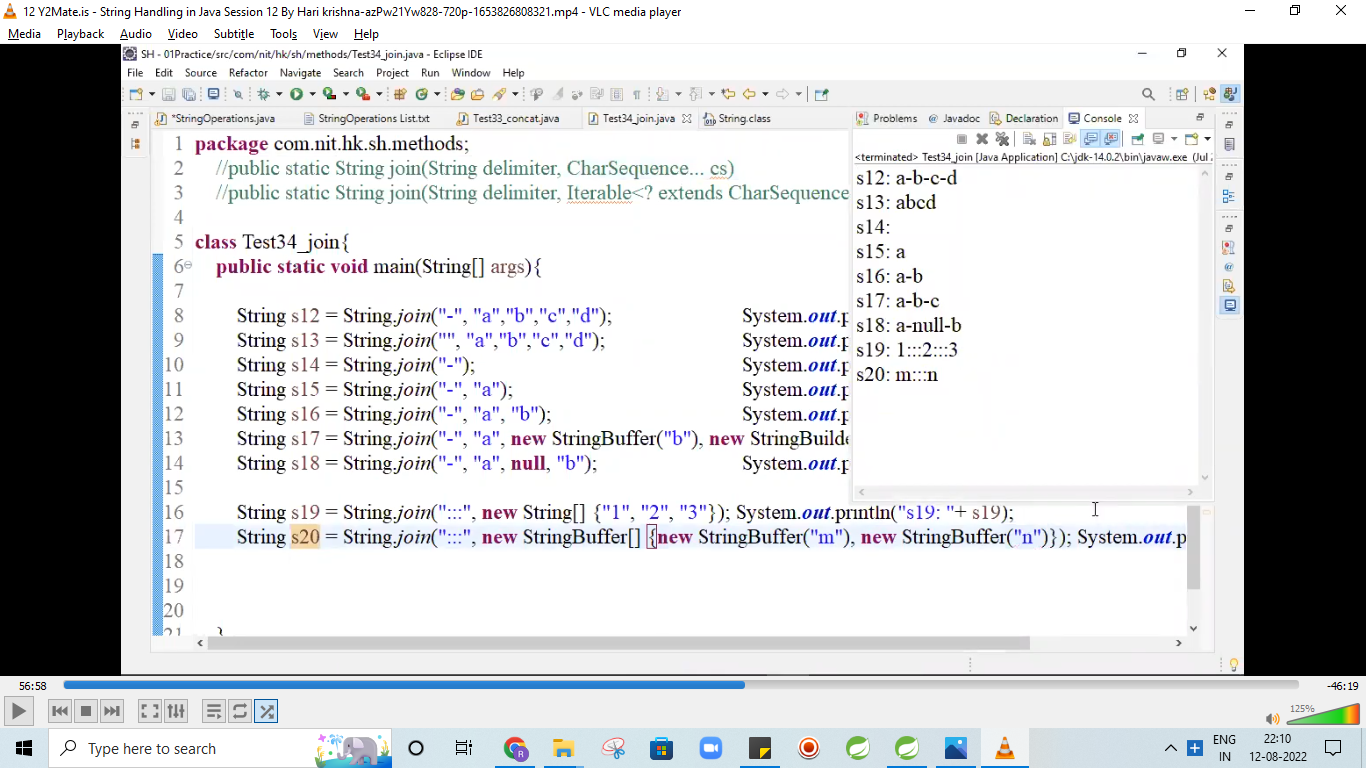 12 Y2Mate.is - String Handling in Java Session 12 By Hari krishna-azPw21Yw828-720p-1653826808321.mp4 - VLC media player
Media Playback Audio Video Subtitle Tools View Help
SH - 01Practice/src/com/nit/hk/sh/methods/Test34_join.java - Eclipse IDE
File Edit Source Refactor Navigate Search Project Run Window Help
*StringOperations.java StringOperations List.txt Test33_concat.java Test34_join.java String.class
Problems Javadoc Declaration Console
<terminated> Test34_join [Java Application] C:\jdk-14.0.2\bin\javaw.exe (Jul
1 package com.nit.hk.sh.methods;
2 //public static String join(String delimiter, CharSequence... cs)
3 //public static String join(String delimiter, Iterable<? extends CharSequence
4
5 class Test34_join{
6 public static void main(String[] args){
7
8 String s12 = String.join("-", "a","b","c","d"); System.out.p
9 String s13 = String.join("", "a","b","c","d"); System.out.p
10 String s14 = String.join("-"); System.out.p
11 String s15 = String.join("-", "a"); System.out.p
12 String s16 = String.join("-", "a", "b"); System.out.p
13 String s17 = String.join("-", "a", new StringBuffer("b"), new StringBuilde
14 String s18 = String.join("-", "a", null, "b"); System.out.p
15
16 String s19 = String.join(":::", new String[] {"1", "2", "3"}); System.out.println("s19: "+ s19);
17 String s20 = String.join(":::", new StringBuffer[] {new StringBuffer("m"), new StringBuffer("n")}); System.out.p
18
19
20
21 }
s12: a-b-c-d
s13: abcd
s14:
s15: a
s16: a-b
s17: a-b-c
s18: a-null-b
s19: 1:::2:::3
s20: m:::n
56:58 -46:19
125%
Type here to search
ENG
IN
22:10
12-08-2022